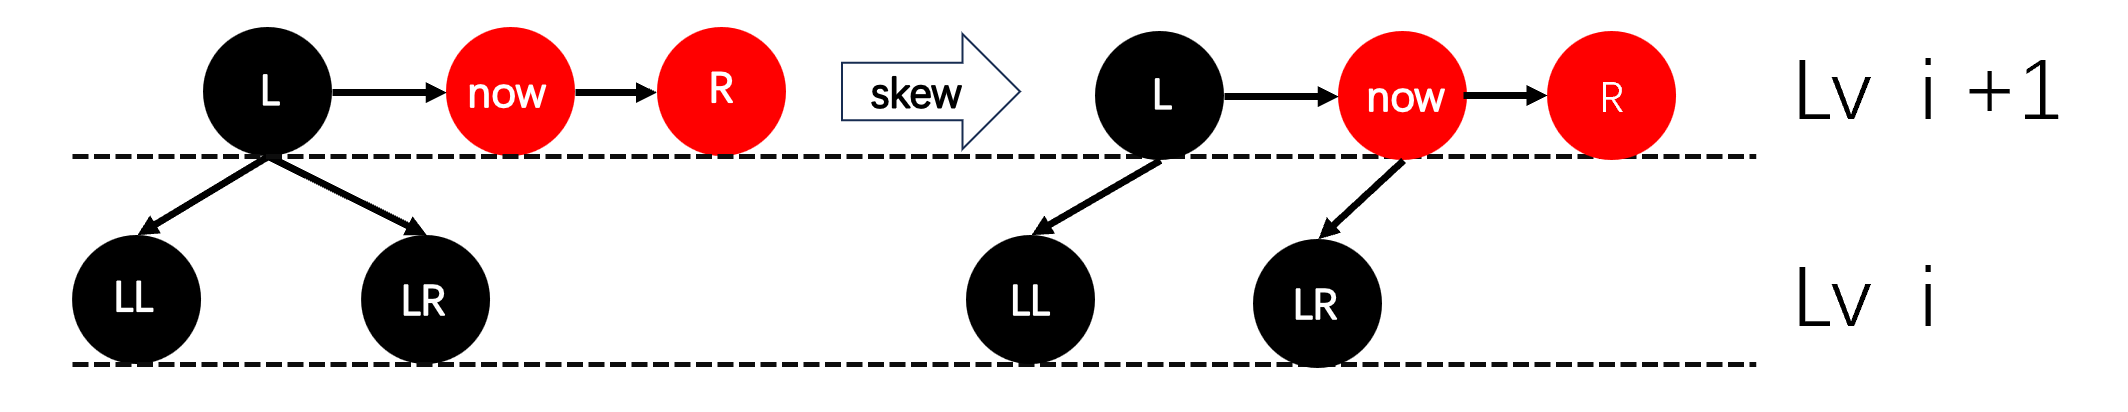 L now R skew L now R Lv i +1
LL LR LL LR Lv i